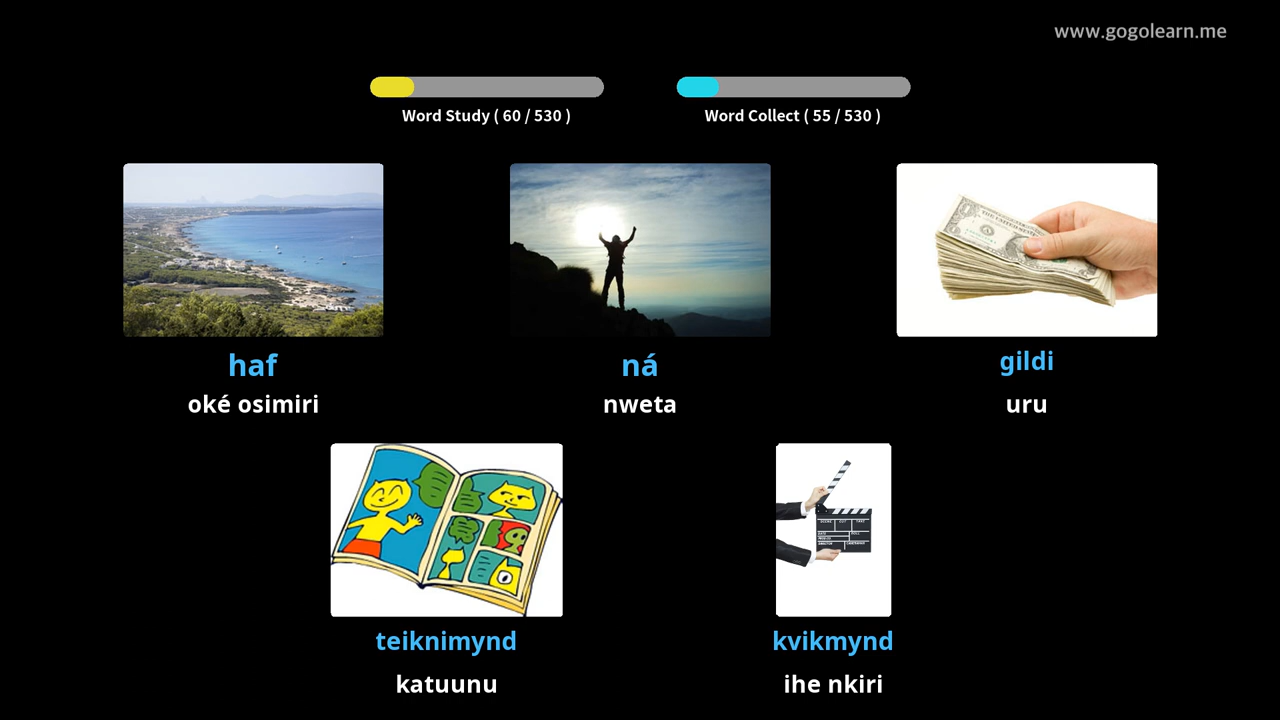 www.gogolearn.me
Word Study ( 60 / 530 )
Word Collect ( 55 / 530 )
haf
oké osimiri
ná
nweta
gildi
uru
teiknimynd
katuunu
kvikmynd
ihe nkiri